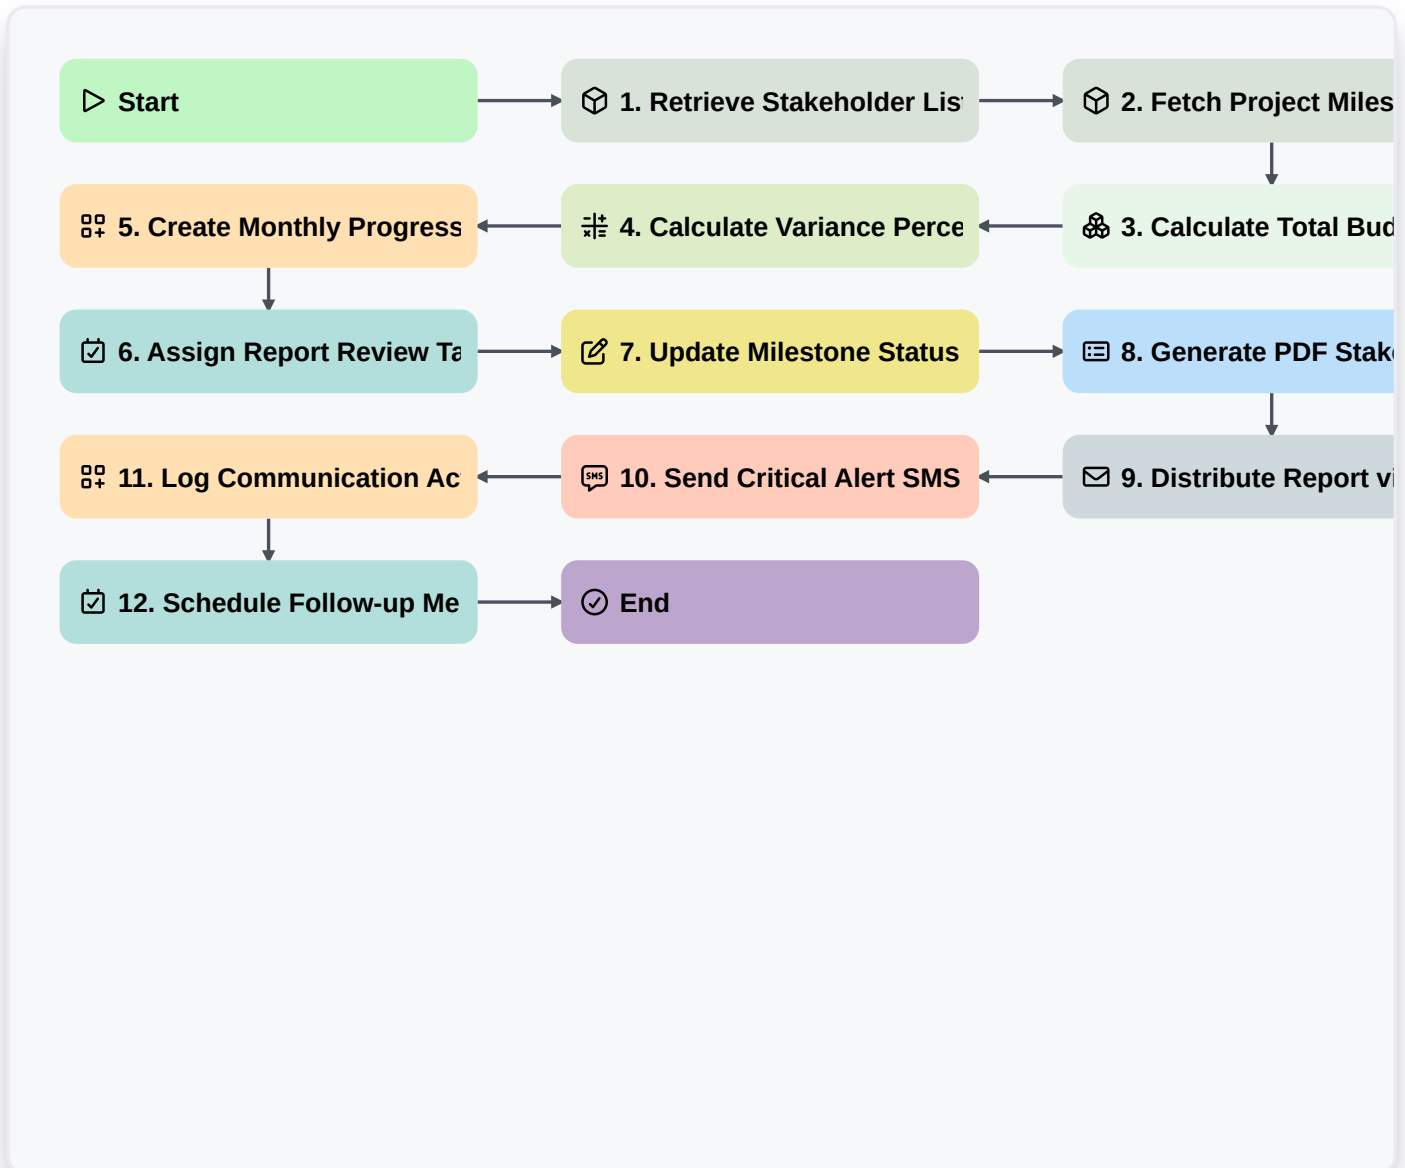 Start
1. Retrieve Stakeholder List
2. Fetch Project Miles
5. Create Monthly Progress
4. Calculate Variance Perce
3. Calculate Total Bud
6. Assign Report Review Ta
7. Update Milestone Status
8. Generate PDF Stak
11. Log Communication Ac
SMS
10. Send Critical Alert SMS
9. Distribute Report vi
12. Schedule Follow-up Me
End